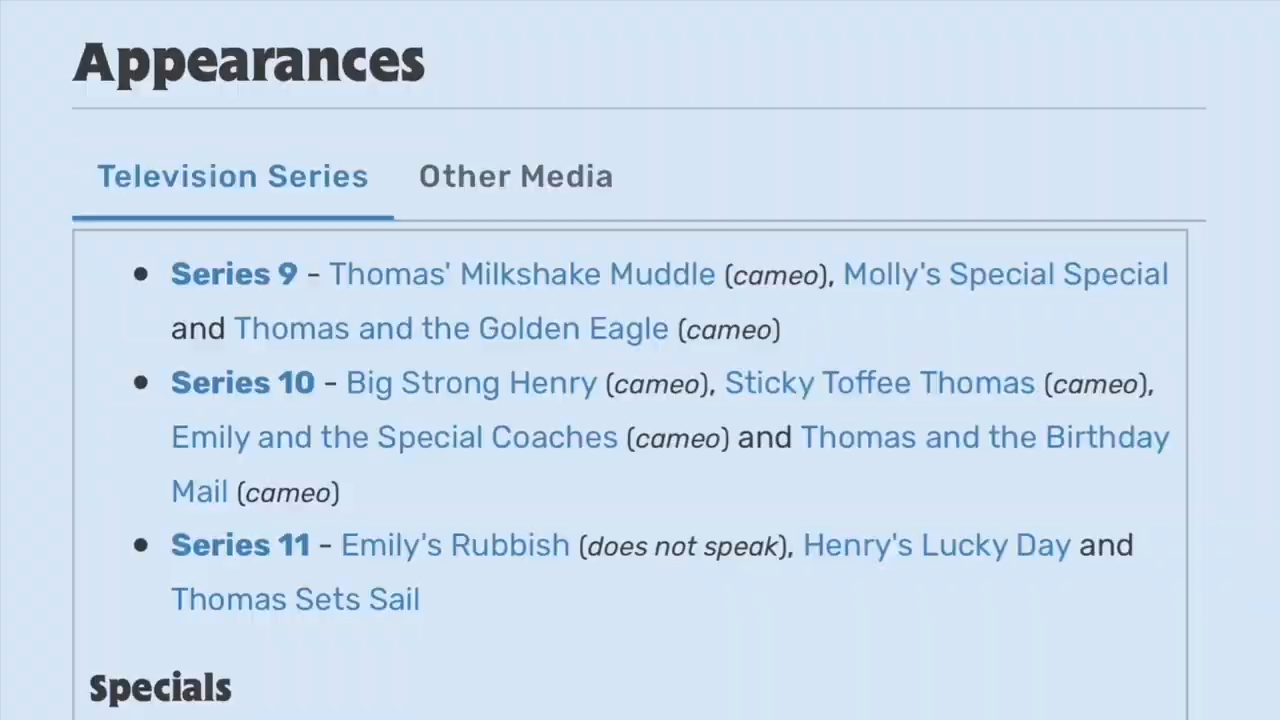 Appearances
Television Series
Other Media
Series 9 - Thomas' Milkshake Muddle (cameo), Molly's Special Special
and Thomas and the Golden Eagle (cameo)
Series 10 - Big Strong Henry (cameo), Sticky Toffee Thomas (cameo),
Emily and the Special Coaches (cameo) and Thomas and the Birthday
Mail (cameo)
Series 11 - Emily's Rubbish (does not speak), Henry's Lucky Day and
Thomas Sets Sail
Specials